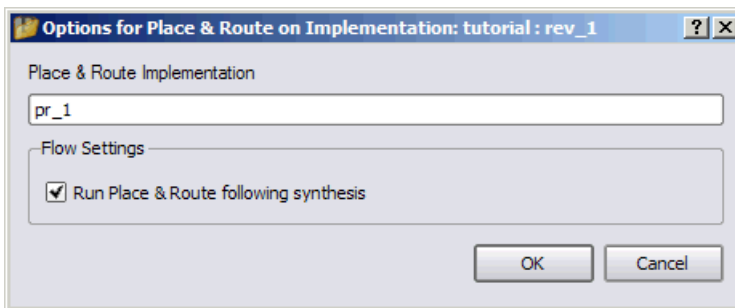 Options for Place & Route on Implementation: tutorial : rev_1
Place & Route Implementation
pr_1
Flow Settings
Run Place & Route following synthesis
OK Cancel